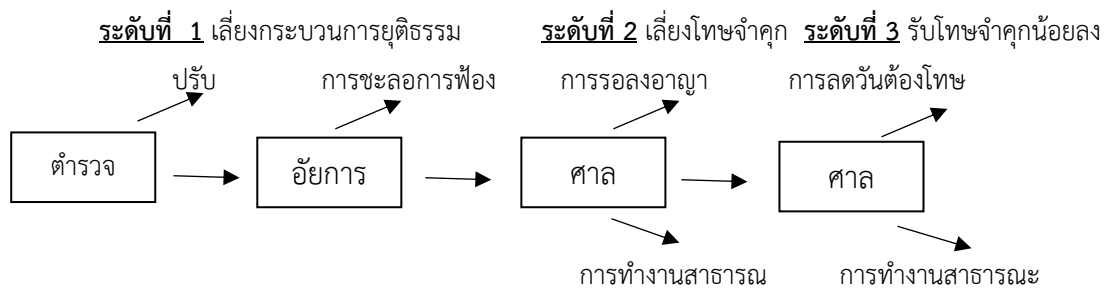 ระดับที่ 1 เลี่ยงกระบวนการยุติธรรม ระดับที่ 2 เลี่ยงโทษจำคุก ระดับที่ 3 รับโทษจำคุกน้อยลง
ปรับ การชะลอการฟ้อง การรอลงอาญา การลดวันต้องโทษ
ตำรวจ อัยการ ศาล ศาล
การทำงานสาธารณ การทำงานสาธารณะ